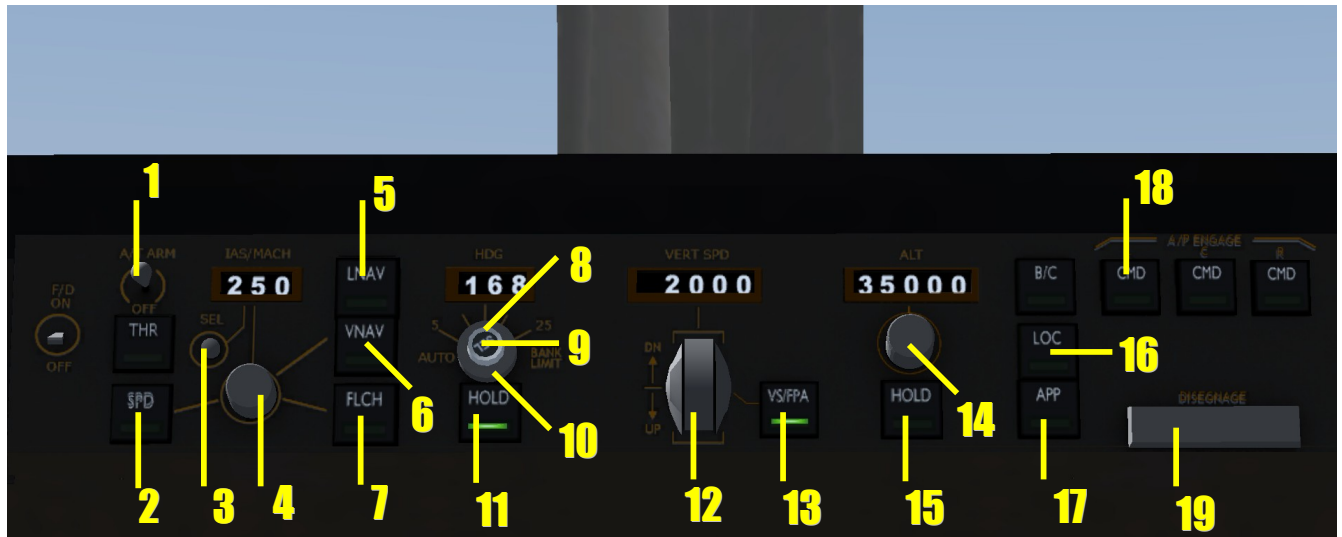 1
5
18
8
A/T ARM
IAS/MACH
LNAV
HDG
VERT SPD
ALT
A/P ENGAGE
C
R
B/C
CMD
CMD
CMD
F/D
ON
OFF
250
168
2000
35000
OFF
THR
SEL
VNAV
5
25
AUTO
BANK
LIMIT
9
DN
UP
LOC
16
SPD
FLCH
6
HOLD
10
VS/FPA
HOLD
14
APP
DISEGNAGE
2
3
4
7
11
12
13
15
17
19